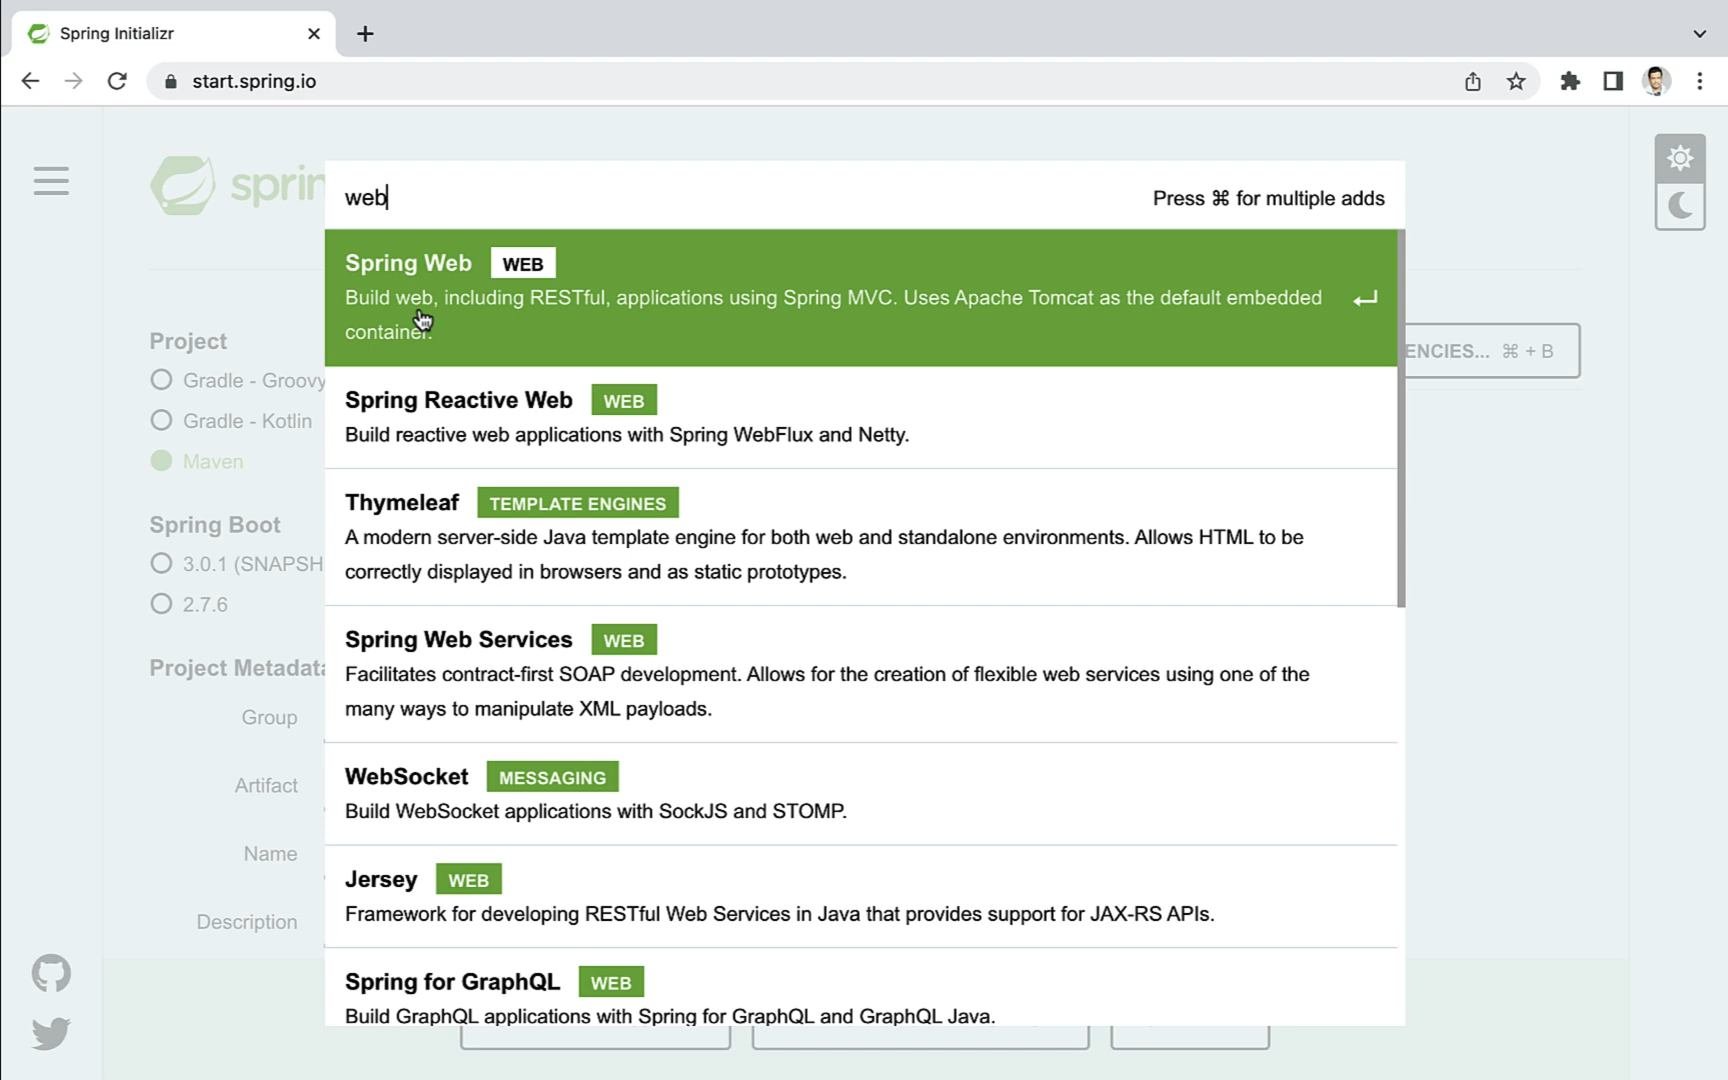 Spring Initializr
start.spring.io
sprin
web
Press ⌘ for multiple adds
Spring Web WEB
Build web, including RESTful, applications using Spring MVC. Uses Apache Tomcat as the default embedded
container.
Project
Gradle - Groovy
Gradle - Kotlin
Maven
ENCIES... ⌘ + B
Spring Reactive Web WEB
Build reactive web applications with Spring WebFlux and Netty.
Thymeleaf TEMPLATE ENGINES
A modern server-side Java template engine for both web and standalone environments. Allows HTML to be
correctly displayed in browsers and as static prototypes.
Spring Boot
3.0.1 (SNAPSH
2.7.6
Spring Web Services WEB
Facilitates contract-first SOAP development. Allows for the creation of flexible web services using one of the
many ways to manipulate XML payloads.
Project Metadata
Group
Artifact
Name
Description
WebSocket MESSAGING
Build WebSocket applications with SockJS and STOMP.
Jersey WEB
Framework for developing RESTful Web Services in Java that provides support for JAX-RS APIs.
Spring for GraphQL WEB
Build GraphQL applications with Spring for GraphQL and GraphQL Java.